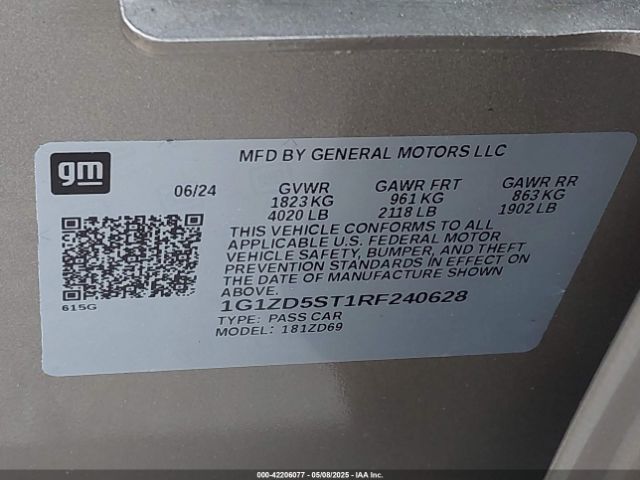 gm
MFD BY GENERAL MOTORS LLC
06/24 GVWR GAWR FRT GAWR RR
1823 KG 961 KG 863 KG
4020 LB 2118 LB 1902 LB
THIS VEHICLE CONFORMS TO ALL
APPLICABLE U.S. FEDERAL MOTOR
VEHICLE SAFETY, BUMPER, AND THEFT
PREVENTION STANDARDS IN EFFECT ON
THE DATE OF MANUFACTURE SHOWN
ABOVE.
615G
1G1ZD5ST1RF240628
TYPE: PASS CAR
MODEL: 181ZD69
000-42206077 - 05/08/2025 - IAA Inc.